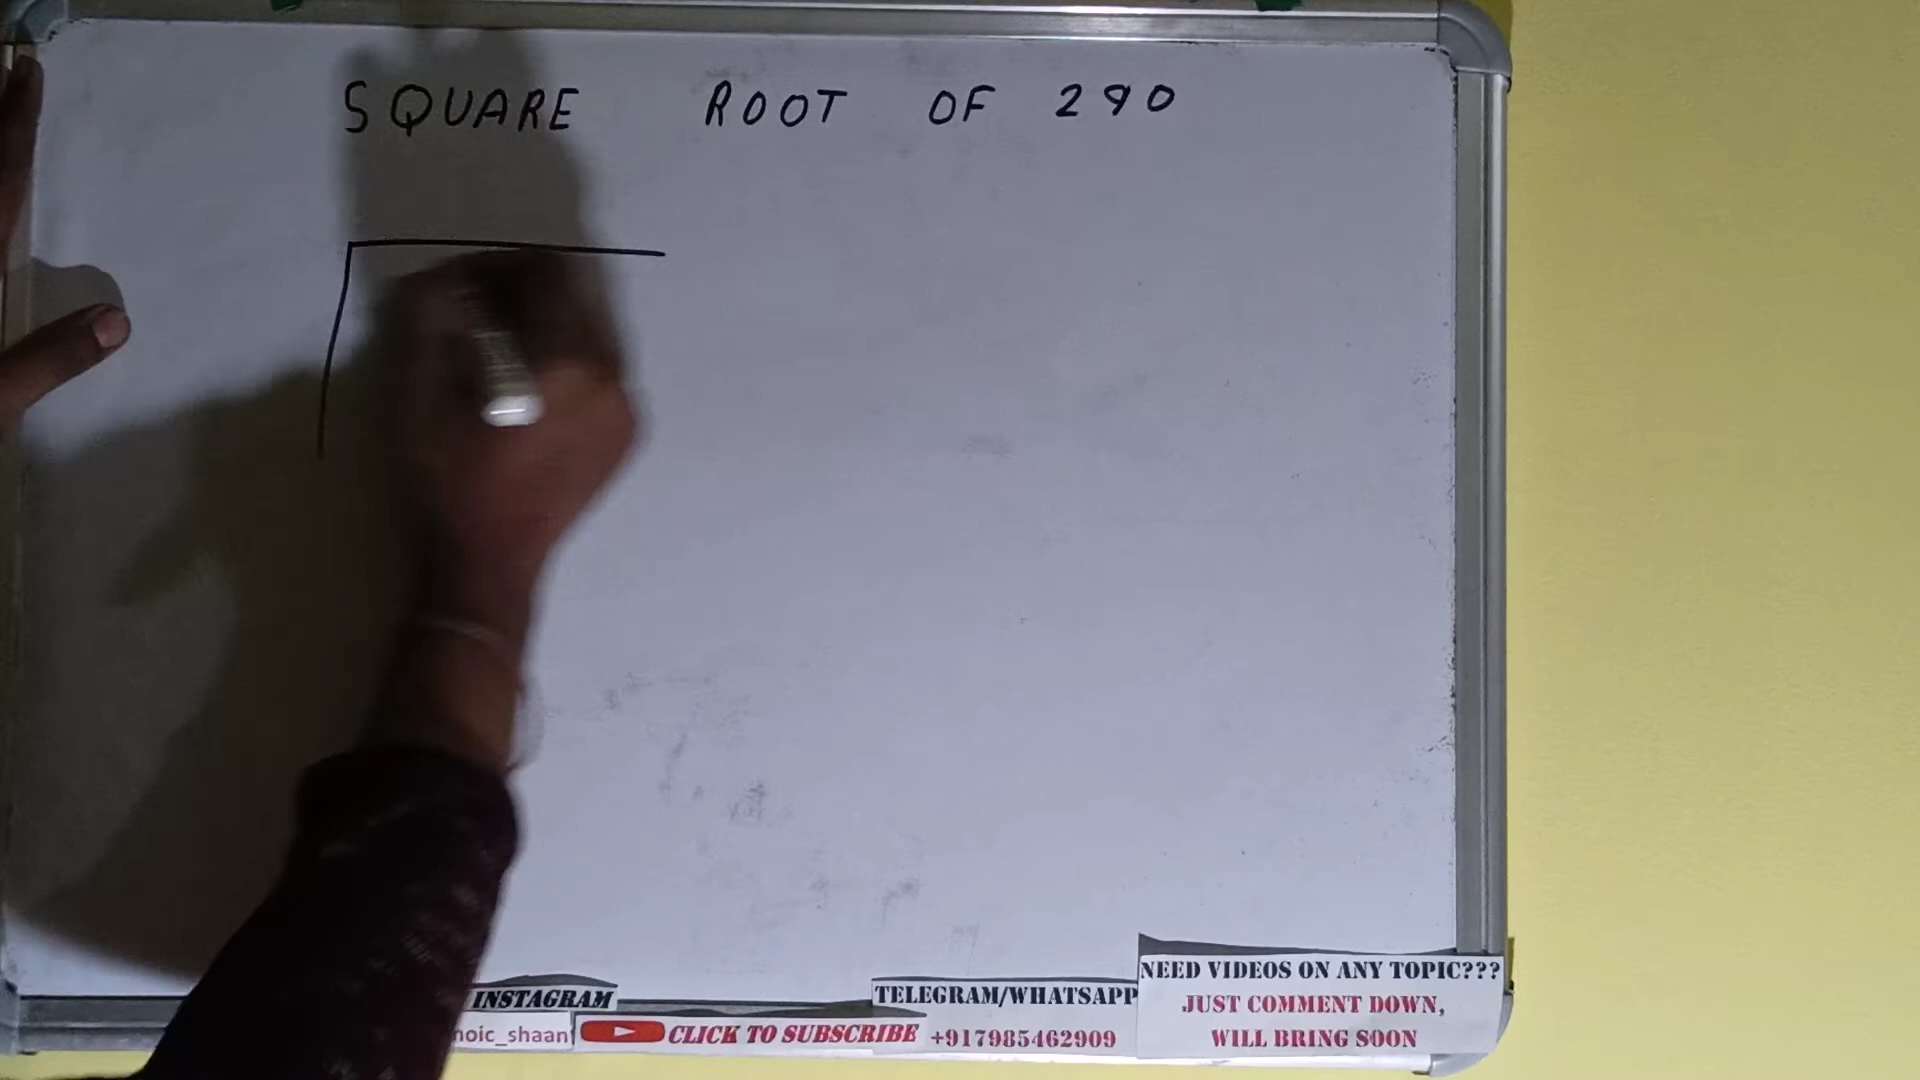 SQUARE ROOT OF 290
INSTAGRAM
noic_shaan
CLICK TO SUBSCRIBE
TELEGRAM/WHATSAPP
+917985462909
NEED VIDEOS ON ANY TOPIC???
JUST COMMENT DOWN,
WILL BRING SOON